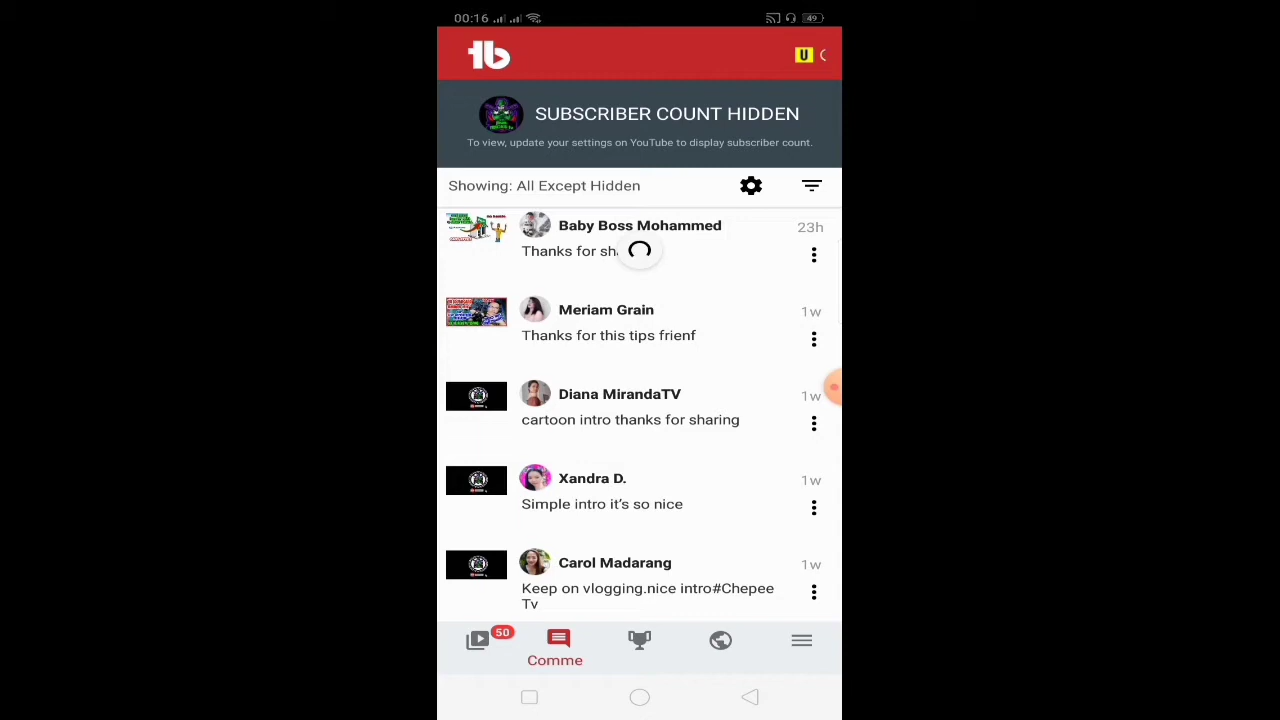 00:16
49
tb
U
SUBSCRIBER COUNT HIDDEN
To view, update your settings on YouTube to display subscriber count.
Showing: All Except Hidden
Baby Boss Mohammed
23h
Thanks for
Meriam Grain
1w
Thanks for this tips frienf
Diana MirandaTV
1w
cartoon intro thanks for sharing
Xandra D.
1w
Simple intro it's so nice
Carol Madarang
1w
Keep on vlogging.nice intro#Chepee
Tv
50
Comme